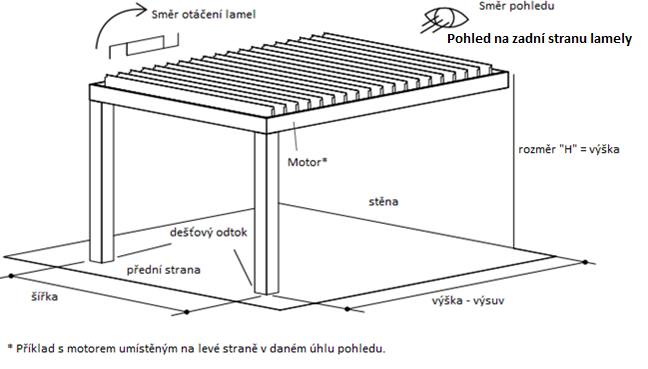 Směr otáčení lamel
Směr pohledu
Pohled na zadní stranu lamely
Motor*
rozměr "H" = výška
stěna
dešťový odtok
přední strana
šířka
výška - výsuv
* Příklad s motorem umístěným na levé straně v daném úhlu pohledu.